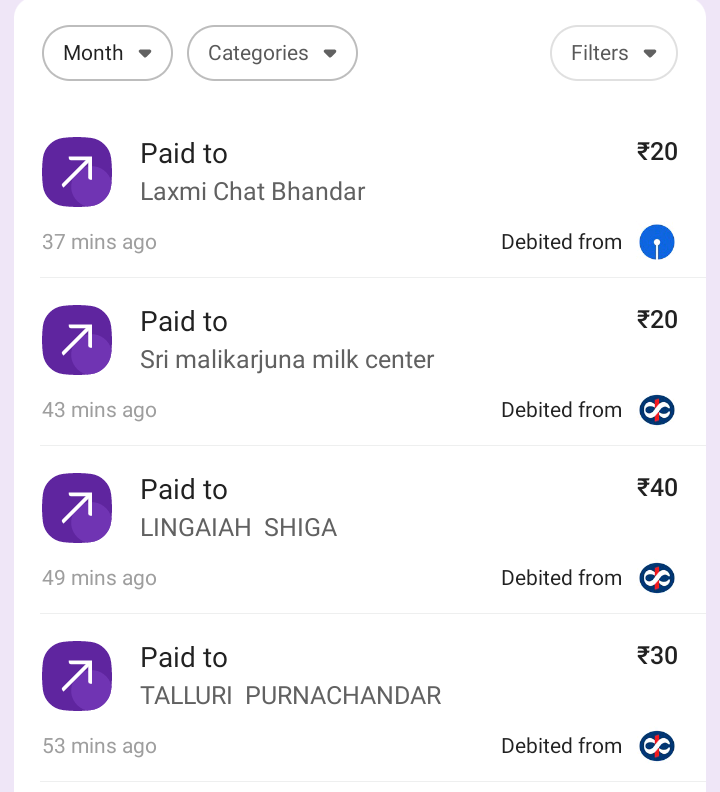 Month Categories Filters
Paid to ₹20
Laxmi Chat Bhandar
37 mins ago Debited from
Paid to ₹20
Sri malikarjuna milk center
43 mins ago Debited from
Paid to ₹40
LINGAIAH  SHIGA
49 mins ago Debited from
Paid to ₹30
TALLURI  PURNACHANDAR
53 mins ago Debited from